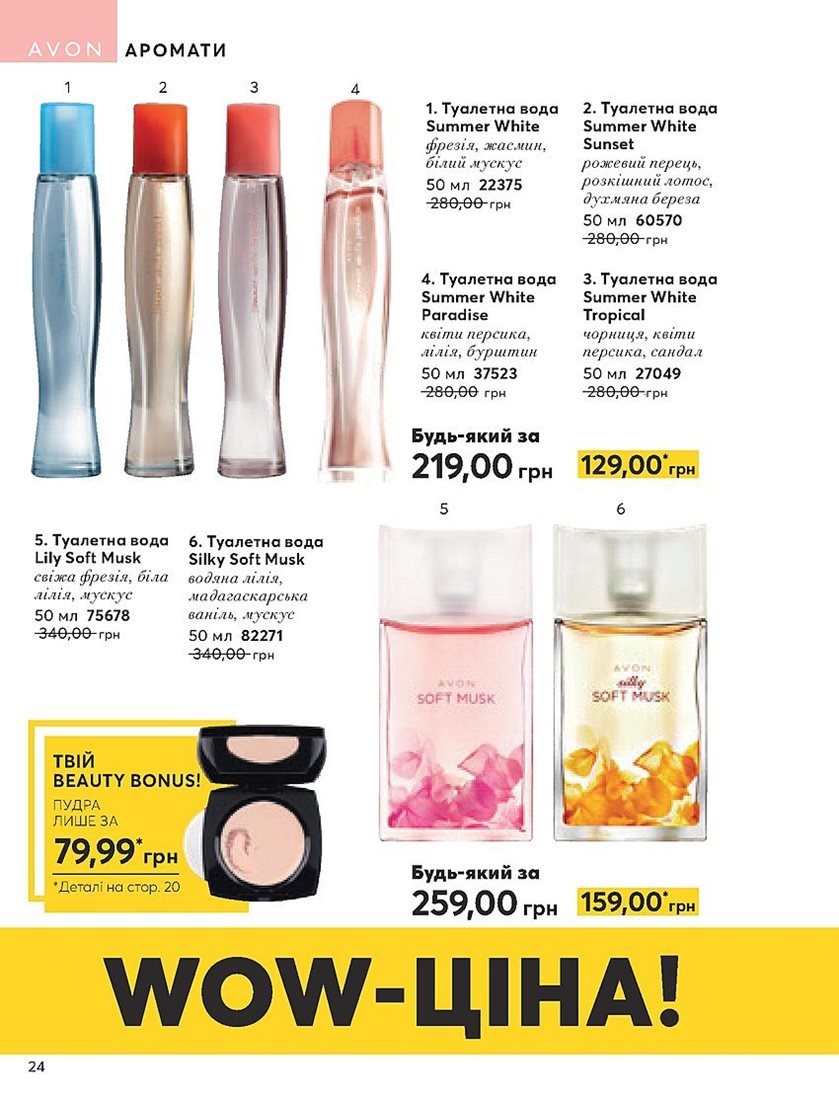 AVON АРОМАТИ
1
2
3
4
1. Туалетна вода
Summer White
фрезія, жасмин,
білий мускус
50 мл 22375
280,00 грн
2. Туалетна вода
Summer White
Sunset
рожевий перець,
розкішний лотос,
духмяна береза
50 мл 60570
280,00 грн
4. Туалетна вода
Summer White
Paradise
квіти персика,
лілія, бурштин
50 мл 37523
280,00 грн
3. Туалетна вода
Summer White
Tropical
чорниця, квіти
персика, сандал
50 мл 27049
280,00 грн
Будь-який за
219,00 грн
129,00* грн
5. Туалетна вода
Lily Soft Musk
свіжа фрезія, біла
лілія, мускус
50 мл 75678
340,00 грн
6. Туалетна вода
Silky Soft Musk
водяна лілія,
мадагаскарська
ваніль, мускус
50 мл 82271
340,00 грн
5
6
AVON
SOFT MUSK
AVON
silky
SOFT MUSK
ТВІЙ
BEAUTY BONUS!
ПУДРА
ЛИШЕ ЗА
79,99* грн
*Деталі на стор. 20
Будь-який за
259,00 грн
159,00* грн
WOW-ЦІНА!
24